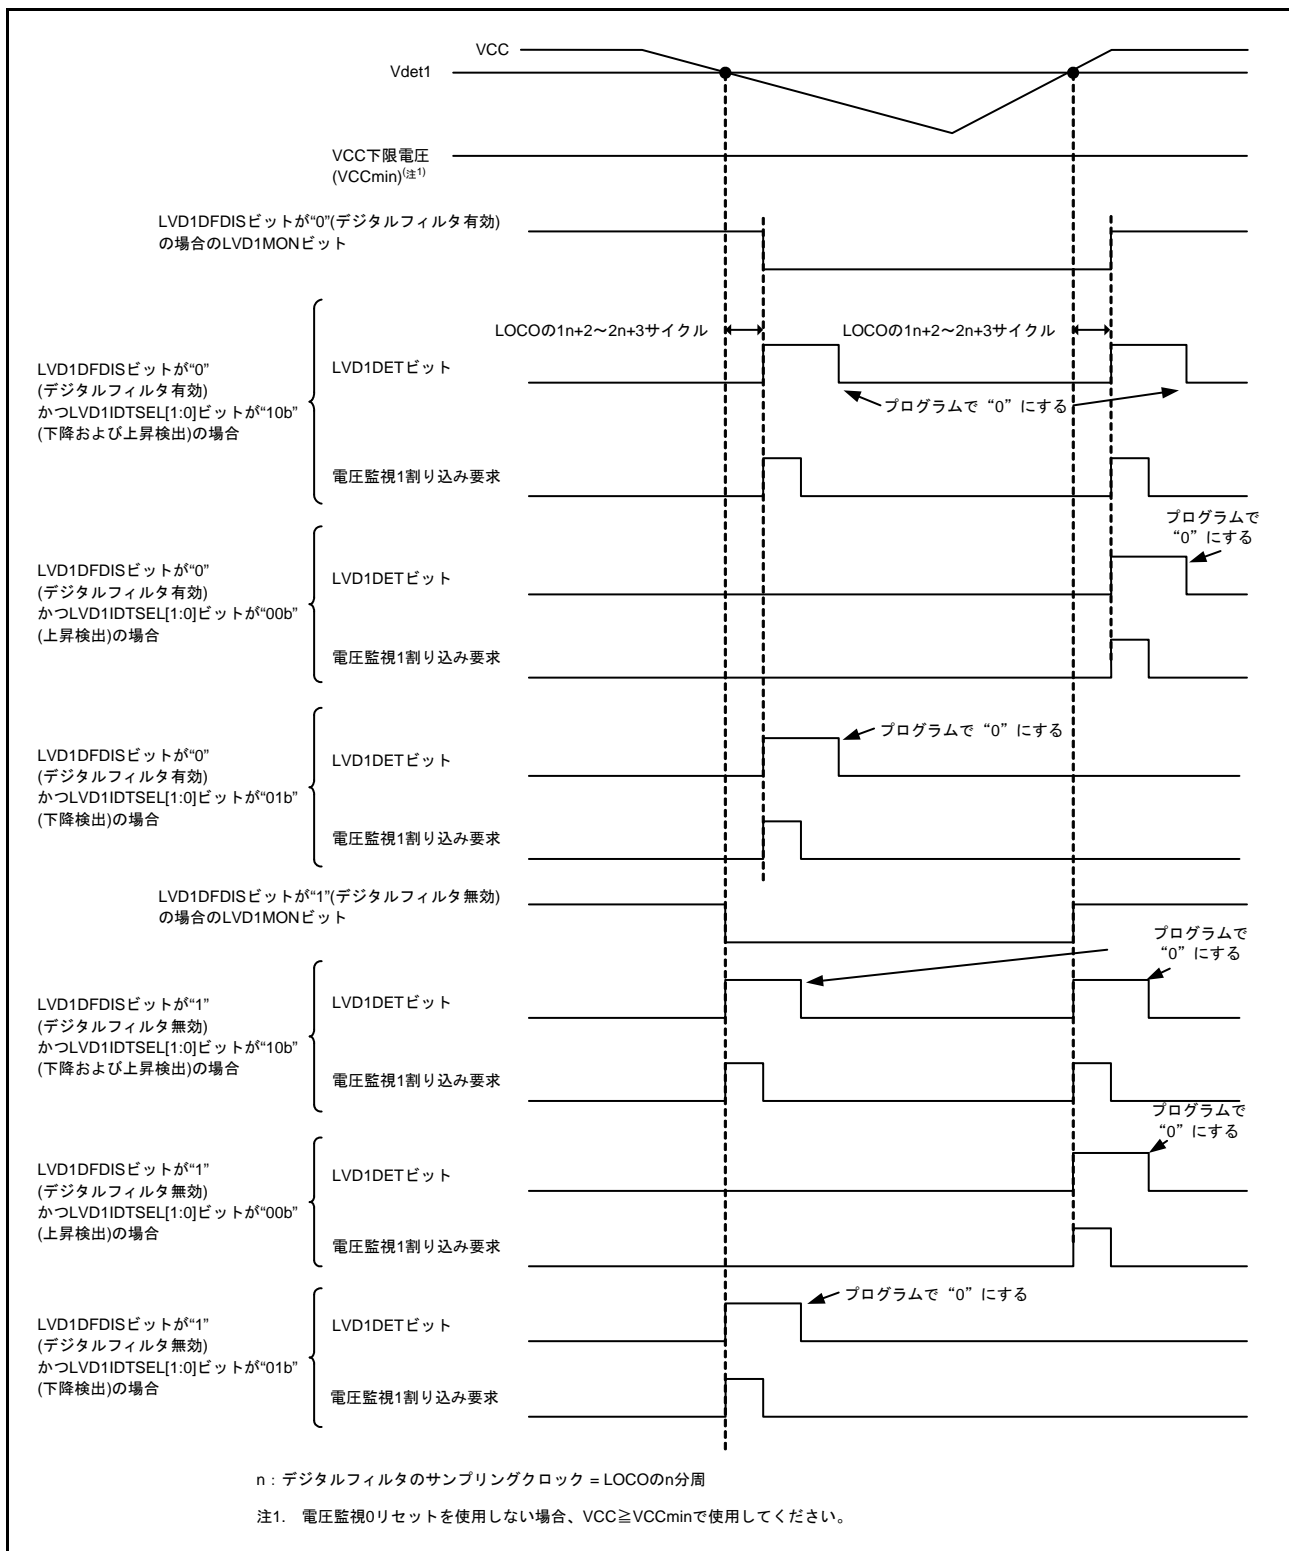 VCC
Vdet1
VCC下限電圧
(VCCmin)(注1)
LVD1DFDISビットが“0”(デジタルフィルタ有効)
の場合のLVD1MONビット
LOCOの1n+2～2n+3サイクル
LOCOの1n+2～2n+3サイクル
LVD1DFDISビットが“0”
(デジタルフィルタ有効)
かつLVD1IDTSEL[1:0]ビットが“10b”
(下降および上昇検出)の場合
LVD1DETビット
プログラムで“0”にする
電圧監視1割り込み要求
プログラムで
“0”にする
LVD1DFDISビットが“0”
(デジタルフィルタ有効)
かつLVD1IDTSEL[1:0]ビットが“00b”
(上昇検出)の場合
LVD1DETビット
電圧監視1割り込み要求
プログラムで“0”にする
LVD1DFDISビットが“0”
(デジタルフィルタ有効)
かつLVD1IDTSEL[1:0]ビットが“01b”
(下降検出)の場合
LVD1DETビット
電圧監視1割り込み要求
LVD1DFDISビットが“1”(デジタルフィルタ無効)
の場合のLVD1MONビット
プログラムで
“0”にする
LVD1DFDISビットが“1”
(デジタルフィルタ無効)
かつLVD1IDTSEL[1:0]ビットが“10b”
(下降および上昇検出)の場合
LVD1DETビット
電圧監視1割り込み要求
プログラムで
“0”にする
LVD1DFDISビットが“1”
(デジタルフィルタ無効)
かつLVD1IDTSEL[1:0]ビットが“00b”
(上昇検出)の場合
LVD1DETビット
電圧監視1割り込み要求
プログラムで“0”にする
LVD1DFDISビットが“1”
(デジタルフィルタ無効)
かつLVD1IDTSEL[1:0]ビットが“01b”
(下降検出)の場合
LVD1DETビット
電圧監視1割り込み要求
n：デジタルフィルタのサンプリングクロック = LOCOのn分周
注1. 電圧監視0リセットを使用しない場合、VCC≧VCCminで使用してください。